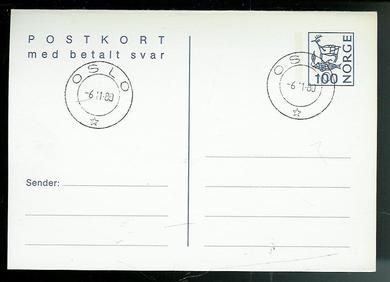 POSTKORT
med betalt svar
OSLO
-6 11-80
OSLO
-6 11-80
100
NORGE
Sender: